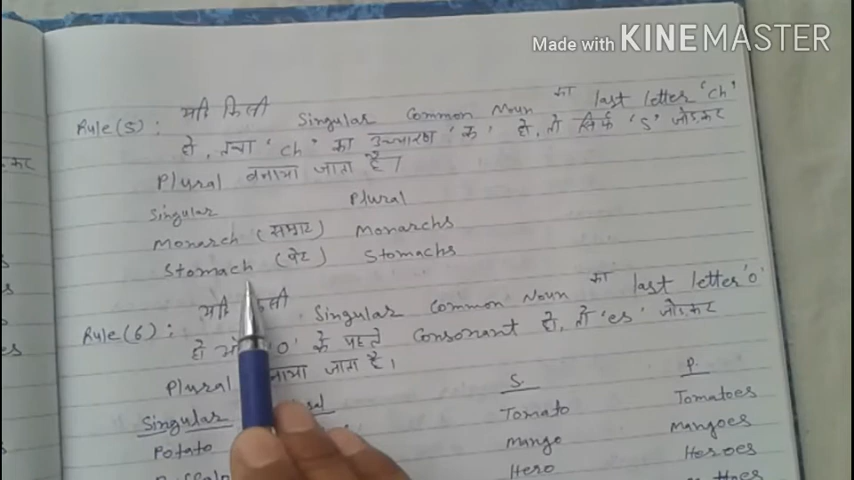 Made with KINEMASTER
Rule(5): यदि किसी Singular Common Noun का last letter 'ch'
हो, तथा 'ch' का उच्चारण 'क' हो, तो सिर्फ 'S' जोड़कर
Plural बनाया जाता है।
Singular Plural
Monarch (सम्राट) Monarchs
Stomach (पेट) Stomachs
Rule(6): यदि किसी Singular Common Noun का last letter 'o'
हो और 'O' के पहले Consonant हो, तो 'es' जोड़कर
Plural बनाया जाता है।
Singular S. P.
Potato Tomato Tomatoes
Mango Mangoes
Hero Heroes